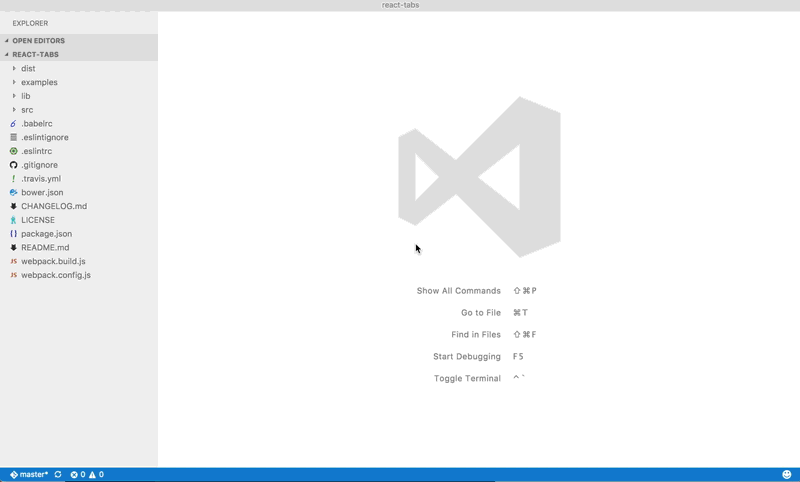 react-tabs
EXPLORER
OPEN EDITORS
REACT-TABS
dist
examples
lib
src
.babelrc
.eslintignore
.eslintrc
.gitignore
.travis.yml
bower.json
CHANGELOG.md
LICENSE
package.json
README.md
JS webpack.build.js
JS webpack.config.js
Show All Commands ⇧⌘P
Go to File ⌘T
Find in Files ⇧⌘F
Start Debugging F5
Toggle Terminal ⌃`
master* 0 0